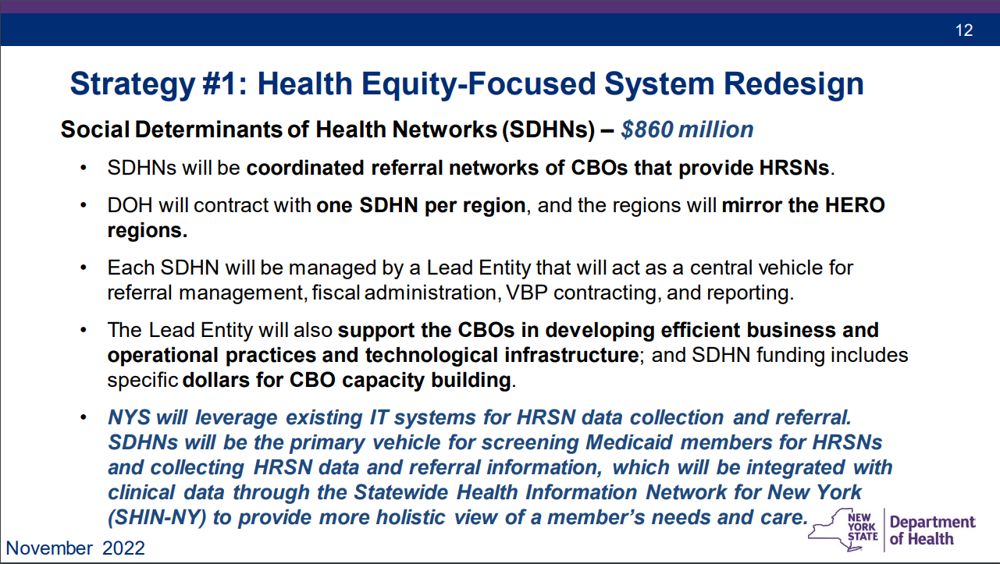 12
Strategy #1: Health Equity-Focused System Redesign
Social Determinants of Health Networks (SDHNs) – $860 million
• SDHNs will be coordinated referral networks of CBOs that provide HRSNs.
• DOH will contract with one SDHN per region, and the regions will mirror the HERO
regions.
• Each SDHN will be managed by a Lead Entity that will act as a central vehicle for
referral management, fiscal administration, VBP contracting, and reporting.
• The Lead Entity will also support the CBOs in developing efficient business and
operational practices and technological infrastructure; and SDHN funding includes
specific dollars for CBO capacity building.
• NYS will leverage existing IT systems for HRSN data collection and referral.
SDHNs will be the primary vehicle for screening Medicaid members for HRSNs
and collecting HRSN data and referral information, which will be integrated with
clinical data through the Statewide Health Information Network for New York
(SHIN-NY) to provide more holistic view of a member’s needs and care.
NEW
YORK
STATE
Department
of Health
November 2022